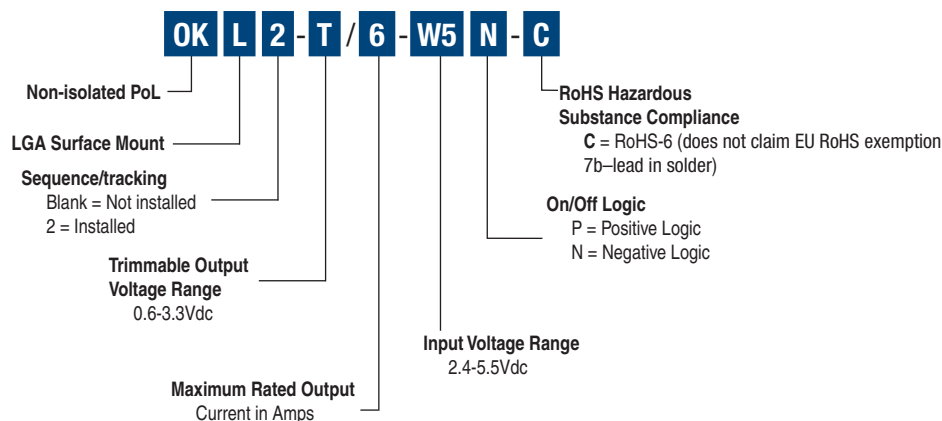 OK L 2 - T / 6 - W5 N - C
Non-isolated PoL
LGA Surface Mount
Sequence/tracking
Blank = Not installed
2 = Installed
Trimmable Output
Voltage Range
0.6-3.3Vdc
Maximum Rated Output
Current in Amps
Input Voltage Range
2.4-5.5Vdc
On/Off Logic
P = Positive Logic
N = Negative Logic
RoHS Hazardous
Substance Compliance
C = RoHS-6 (does not claim EU RoHS exemption
7b–lead in solder)